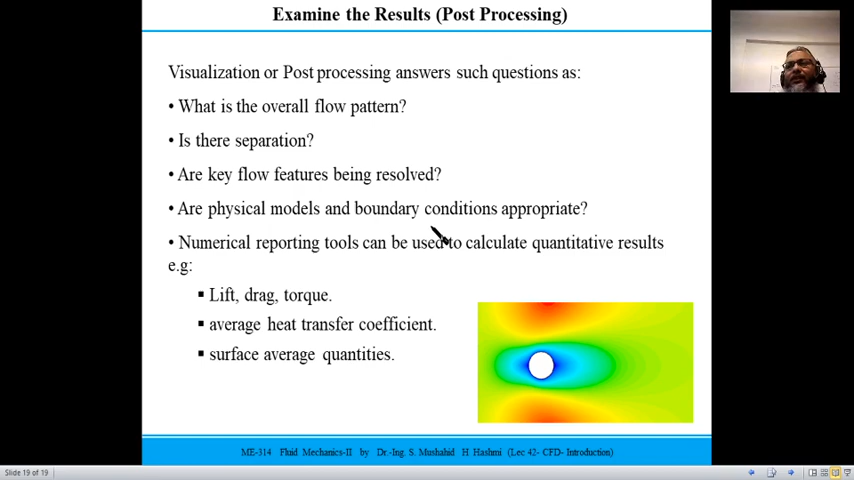 Examine the Results (Post Processing)
Visualization or Post processing answers such questions as:
• What is the overall flow pattern?
• Is there separation?
• Are key flow features being resolved?
• Are physical models and boundary conditions appropriate?
• Numerical reporting tools can be used to calculate quantitative results
e.g:
▪ Lift, drag, torque.
▪ average heat transfer coefficient.
▪ surface average quantities.
ME-314 Fluid Mechanics-II by Dr.-Ing. S. Mushahid H Hashmi (Lec 42- CFD- Introduction)
Slide 19 of 19